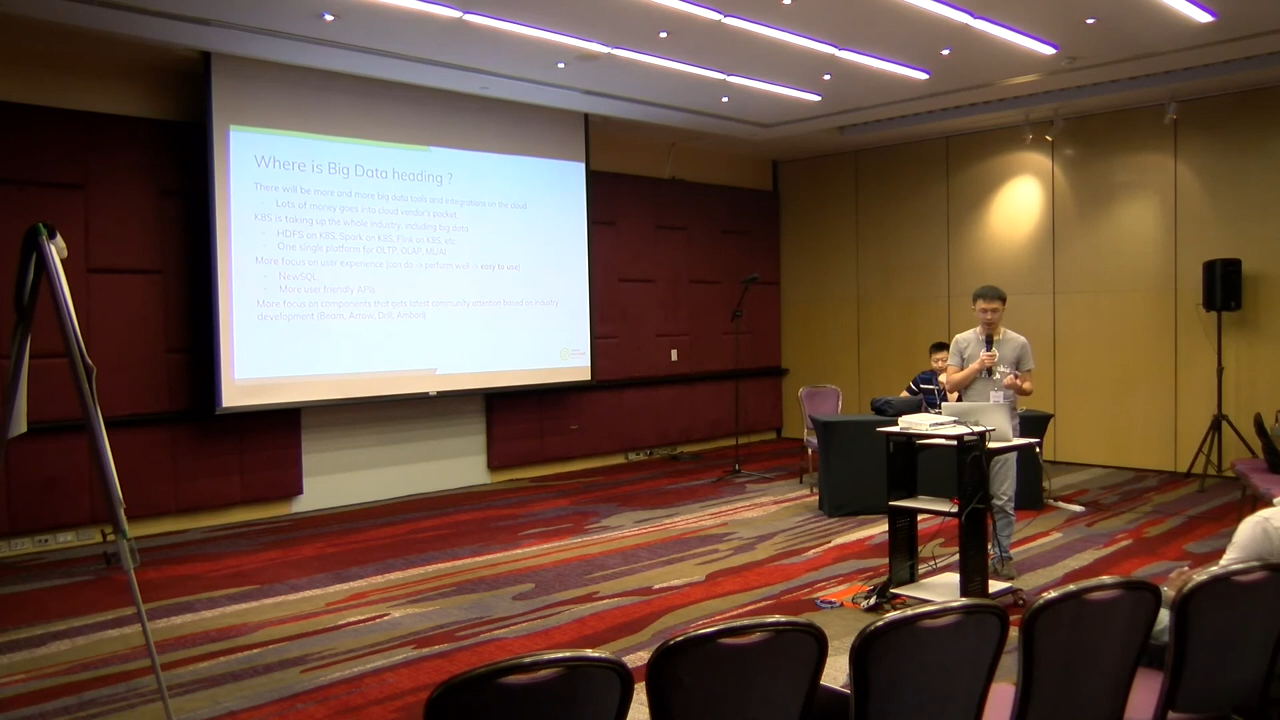 Where is Big Data heading ?
There will be more and more big data tools and integrations on the cloud
- Lots of money goes into cloud vendor's pocket.
K8S is taking up the whole industry, including big data
- HDFS on K8S, Spark on K8S, Flink on K8S, etc
- One single platform for OLTP, OLAP, ML/AI
More focus on user experience (can do -> perform well -> easy to use)
- NewSQL
- More user friendly APIs
More focus on components that gets latest community attention based on industry
development (Beam, Arrow, Drill, Ambari)